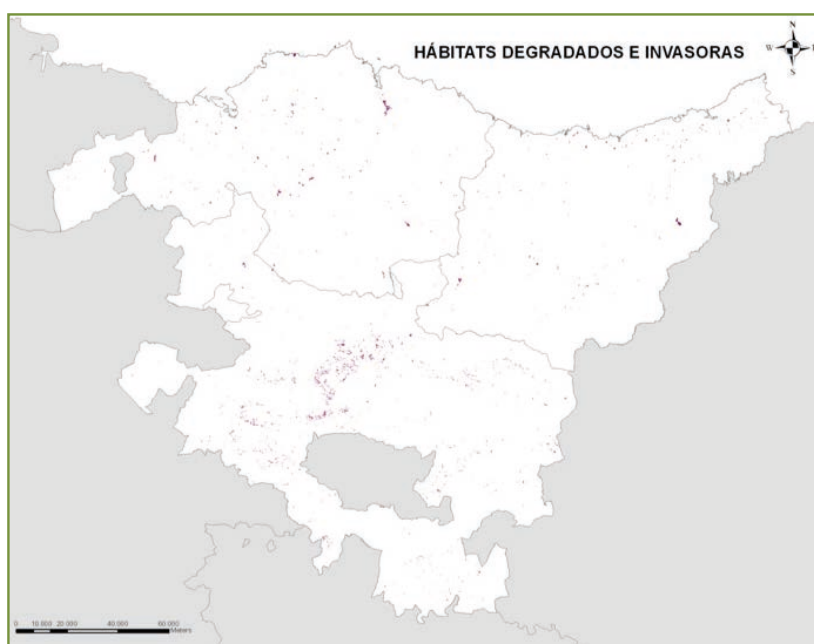 N
HÁBITATS DEGRADADOS E INVASORAS
W E
S
0 10.000 20.000 40.000 60.000
Meters